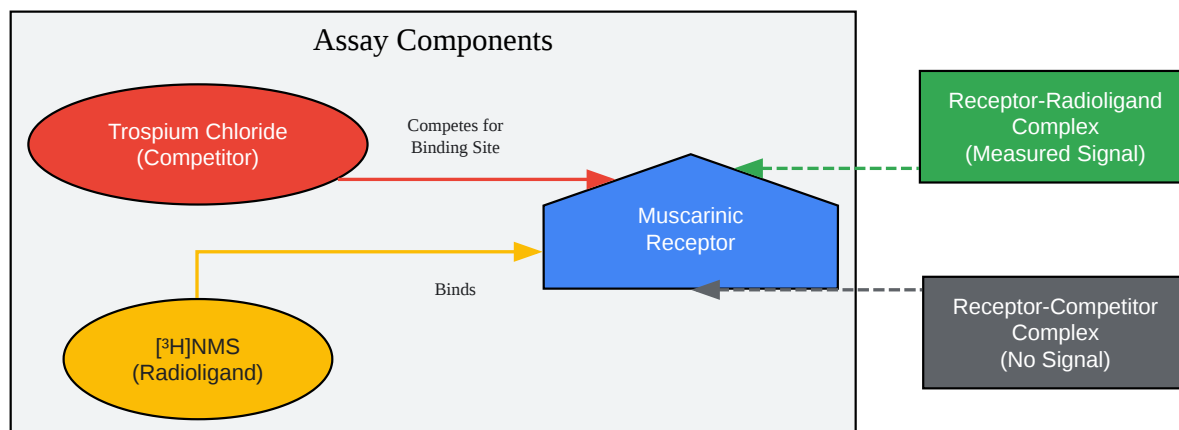 Assay Components
Trospium Chloride
(Competitor)
Competes for
Binding Site
Muscarinic
Receptor
Binds
[³H]NMS
(Radioligand)
Receptor-Radioligand
Complex
(Measured Signal)
Receptor-Competitor
Complex
(No Signal)